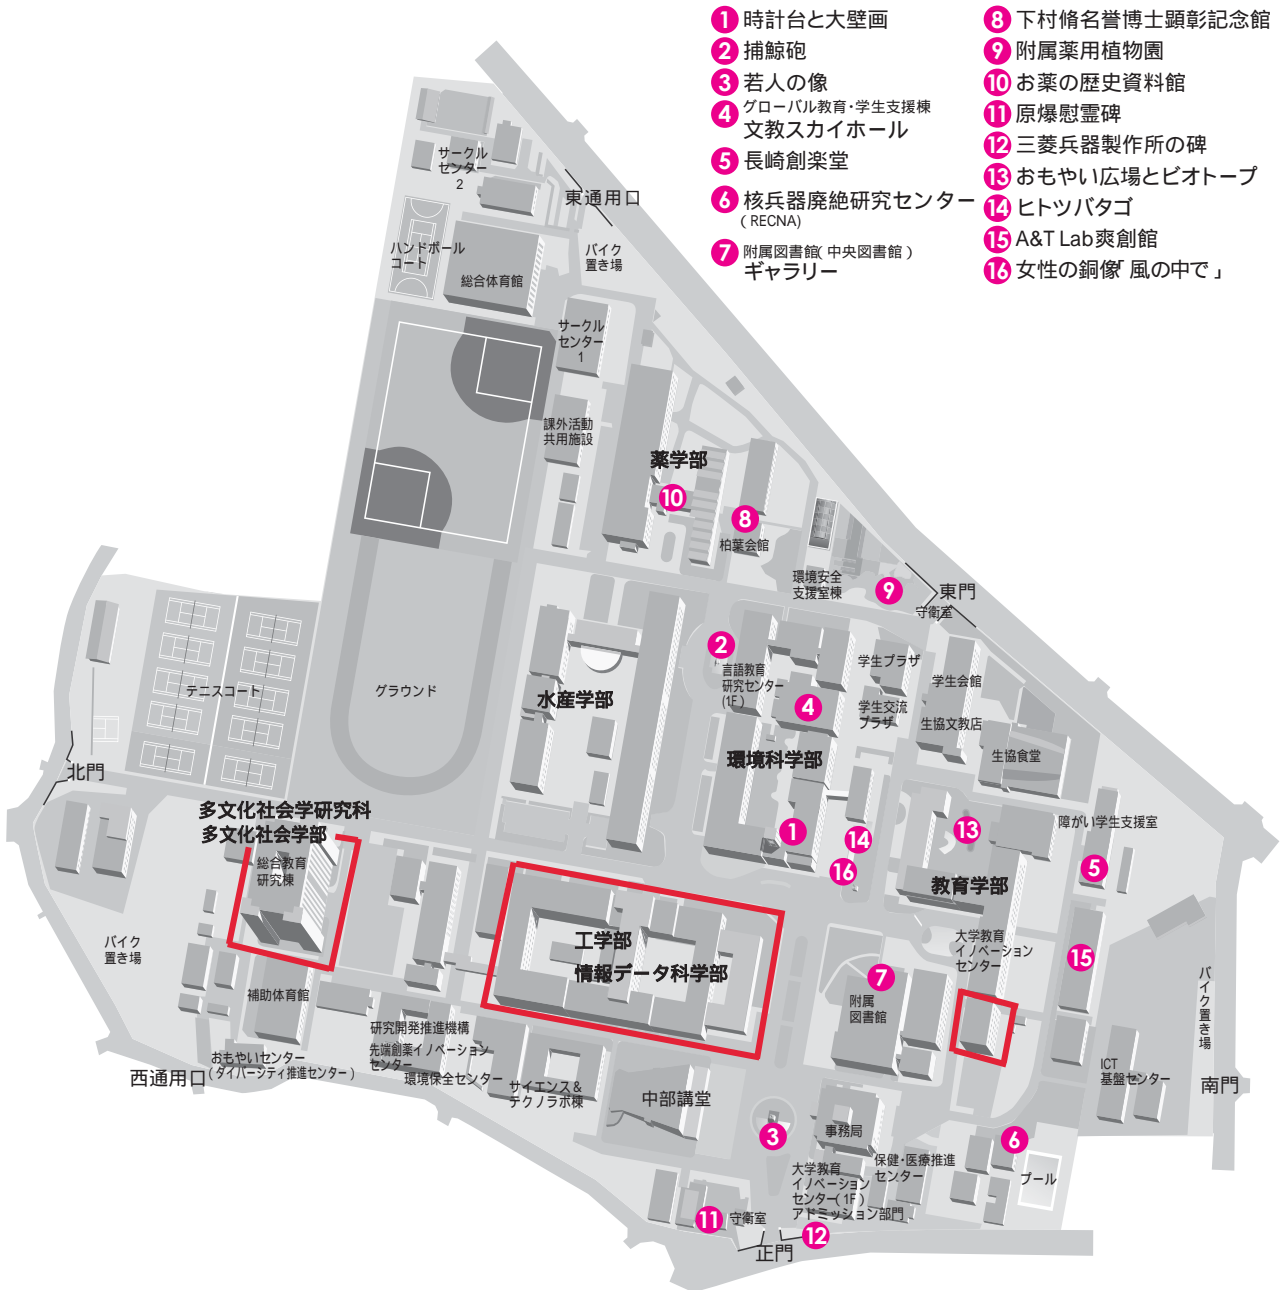 1 時計台と大壁画
2 捕鯨砲
3 若人の像
4 グローバル教育・学生支援棟
文教スカイホール
5 長崎創楽堂
6 核兵器廃絶研究センター
(RECNA)
7 附属図書館(中央図書館)
ギャラリー
8 下村脩名誉博士顕彰記念館
9 附属薬用植物園
10 お薬の歴史資料館
11 原爆慰霊碑
12 三菱兵器製作所の碑
13 おもやい広場とビオトープ
14 ヒトツバタゴ
15 A&T Lab爽創館
16 女性の銅像「風の中で」
サークル
センター
2
東通用口
ハンドボール
コート
バイク
置き場
総合体育館
サークル
センター
1
課外活動
共用施設
薬学部
10
8
柏葉会館
環境安全
支援室棟
9
東門
守衛室
2
言語教育
研究センター
(1F)
学生プラザ
学生会館
テニスコート
グラウンド
水産学部
4
学生交流
プラザ
生協文教店
環境科学部
生協食堂
北門
多文化社会学研究科
多文化社会学部
総合教育
研究棟
1
14
16
13
障がい学生支援室
5
教育学部
バイク
置き場
工学部
情報データ科学部
大学教育
イノベーション
センター
15
7
附属
図書館
バイク置き場
補助体育館
研究開発推進機構
先端創薬イノベーション
センター
環境保全センター
おもやいセンター
(ダイバーシティ推進センター)
西通用口
サイエンス&
テクノラボ棟
中部講堂
ICT
基盤センター
南門
3
事務局
6
保健・医療推進
センター
プール
大学教育
イノベーション
センター(1F)
アドミッション部門
11
守衛室
12
正門